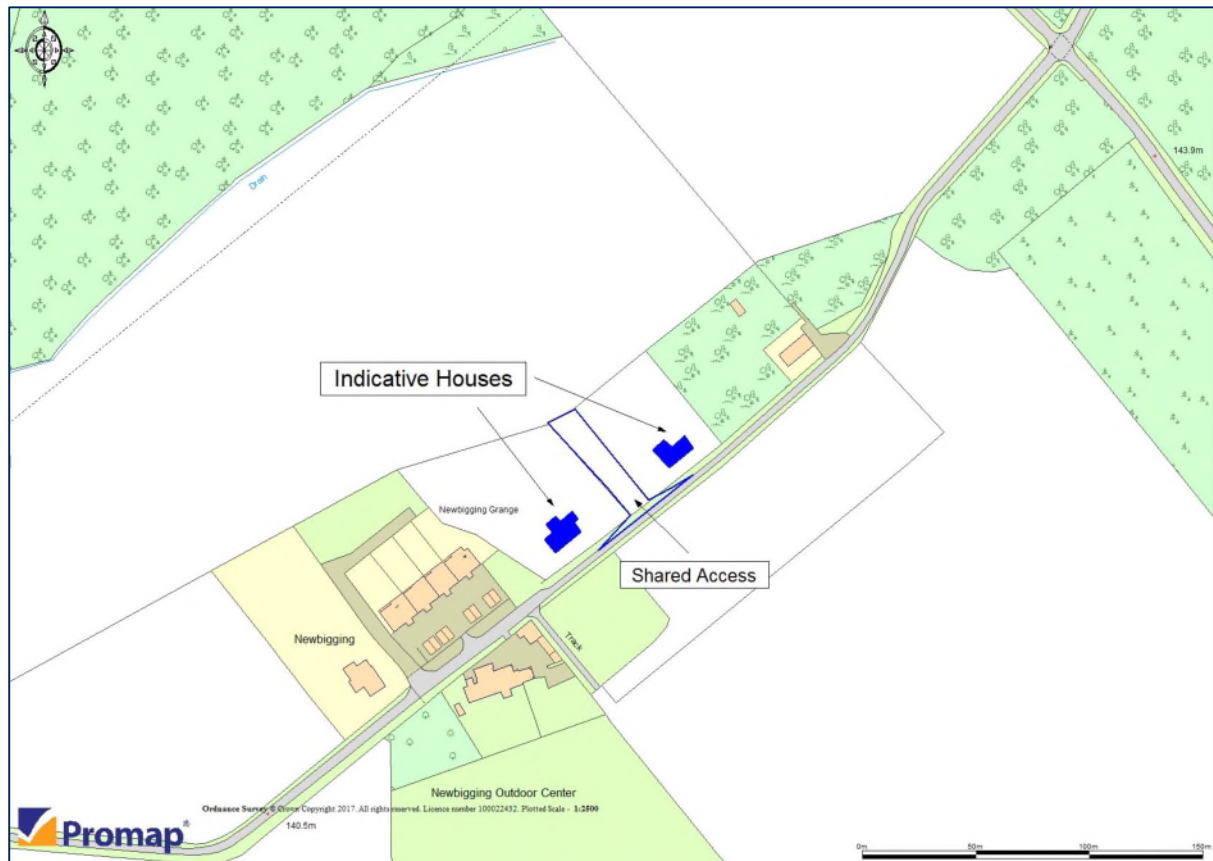 143.9m
Drain
Indicative Houses
Newbigging Grange
Shared Access
Newbigging
Track
Newbigging Outdoor Center
Ordnance Survey © Crown Copyright 2017. All rights reserved. Licence number 100022432. Plotted Scale - 1:2500
Promap®
140.5m
0m 50m 100m 150m